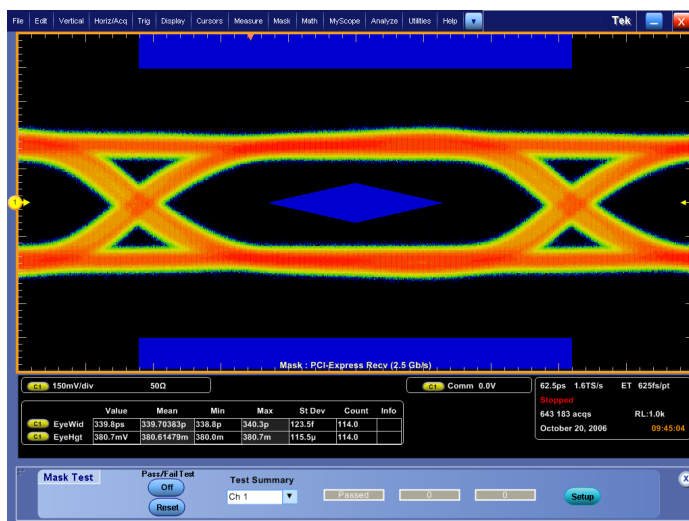 File Edit Vertical Horiz/Acq Trig Display Cursors Measure Mask Math MyScope Analyze Utilities Help Tek X
1
Mask : PCI-Express Recv (2.5 Gb/s)
C1 150mV/div 50Ω
C1 Comm 0.0V
62.5ps 1.6TS/s ET 625fs/pt
Stopped
643 183 acqs RL:1.0k
October 20, 2006 09:45:04
Value Mean Min Max St Dev Count Info
C1 EyeWid 339.8ps 339.70383p 338.8p 340.3p 123.5f 114.0
C1 EyeHgt 380.7mV 380.61479m 380.0m 380.7m 115.5µ 114.0
Mask Test
Pass/Fail Test
Off
Reset
Test Summary
Ch 1
Passed 0 0
Setup
X